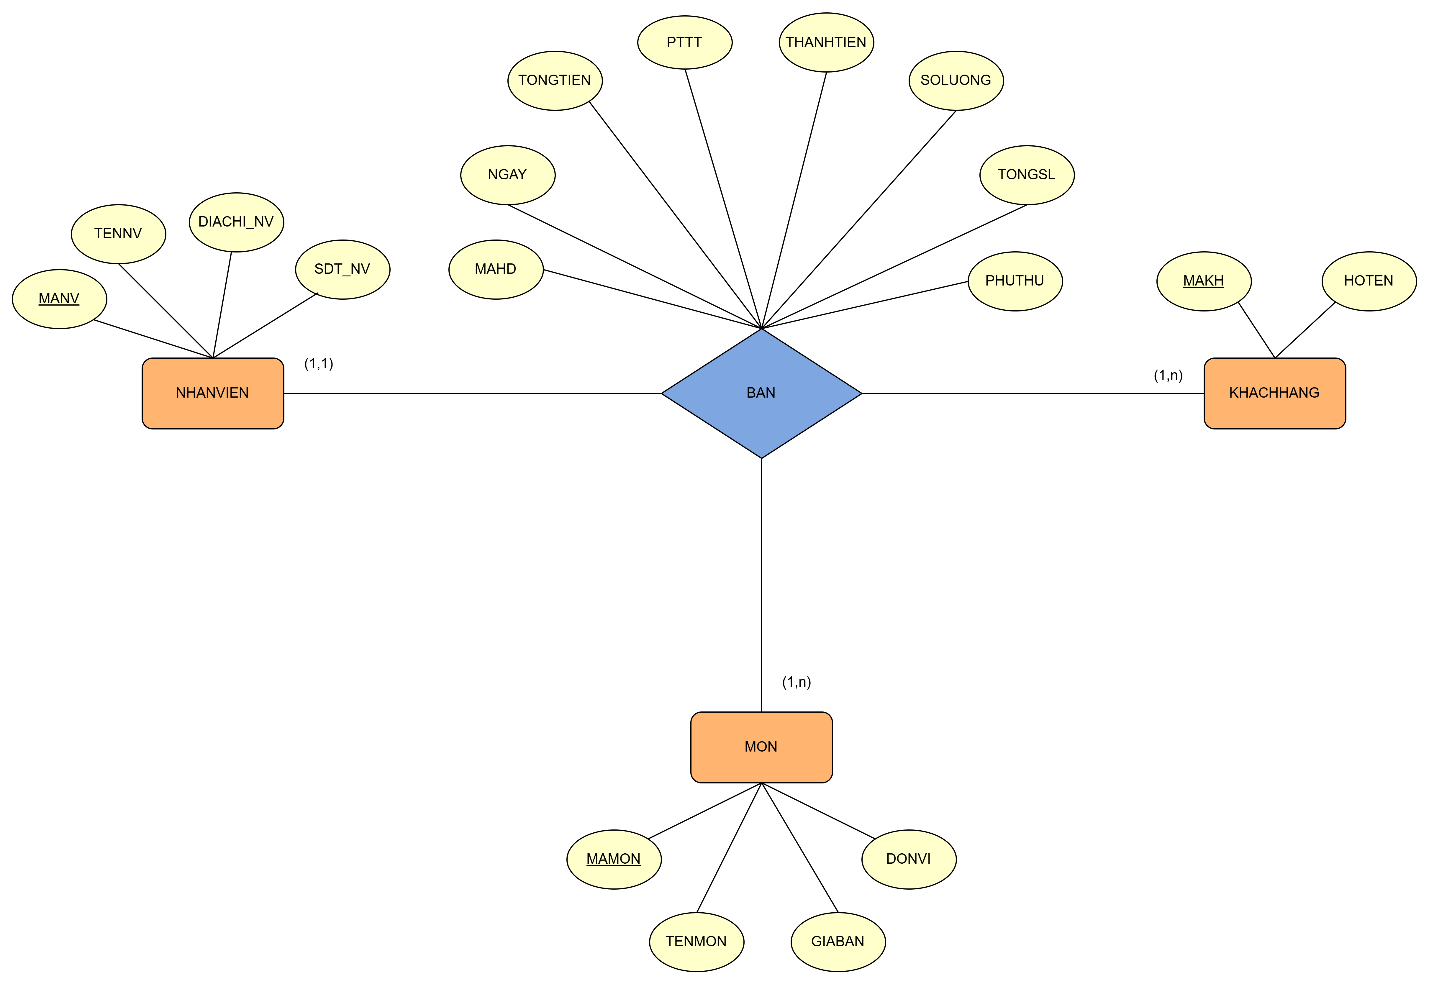 PTTT
THANHTIEN
TONGTIEN
SOLUONG
NGAY
TONGSL
TENNV
DIACHI_NV
MANV
SDT_NV
MAHD
PHUTHU
MAKH
HOTEN
(1,1)
(1,n)
NHANVIEN
BAN
KHACHHANG
(1,n)
MON
MAMON
DONVI
TENMON
GIABAN